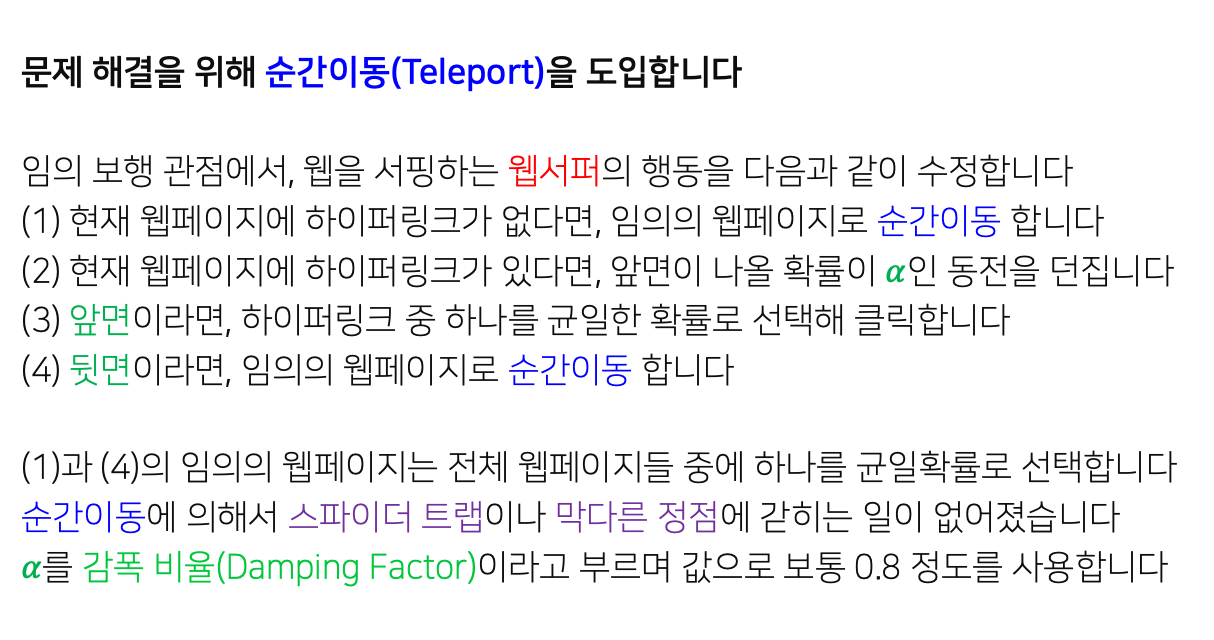 문제 해결을 위해 순간이동(Teleport)을 도입합니다
임의 보행 관점에서, 웹을 서핑하는 웹서퍼의 행동을 다음과 같이 수정합니다
(1) 현재 웹페이지에 하이퍼링크가 없다면, 임의의 웹페이지로 순간이동 합니다
(2) 현재 웹페이지에 하이퍼링크가 있다면, 앞면이 나올 확률이 𝜶인 동전을 던집니다
(3) 앞면이라면, 하이퍼링크 중 하나를 균일한 확률로 선택해 클릭합니다
(4) 뒷면이라면, 임의의 웹페이지로 순간이동 합니다
(1)과 (4)의 임의의 웹페이지는 전체 웹페이지들 중에 하나를 균일확률로 선택합니다
순간이동에 의해서 스파이더 트랩이나 막다른 정점에 갇히는 일이 없어졌습니다
𝜶를 감폭 비율(Damping Factor)이라고 부르며 값으로 보통 0.8 정도를 사용합니다